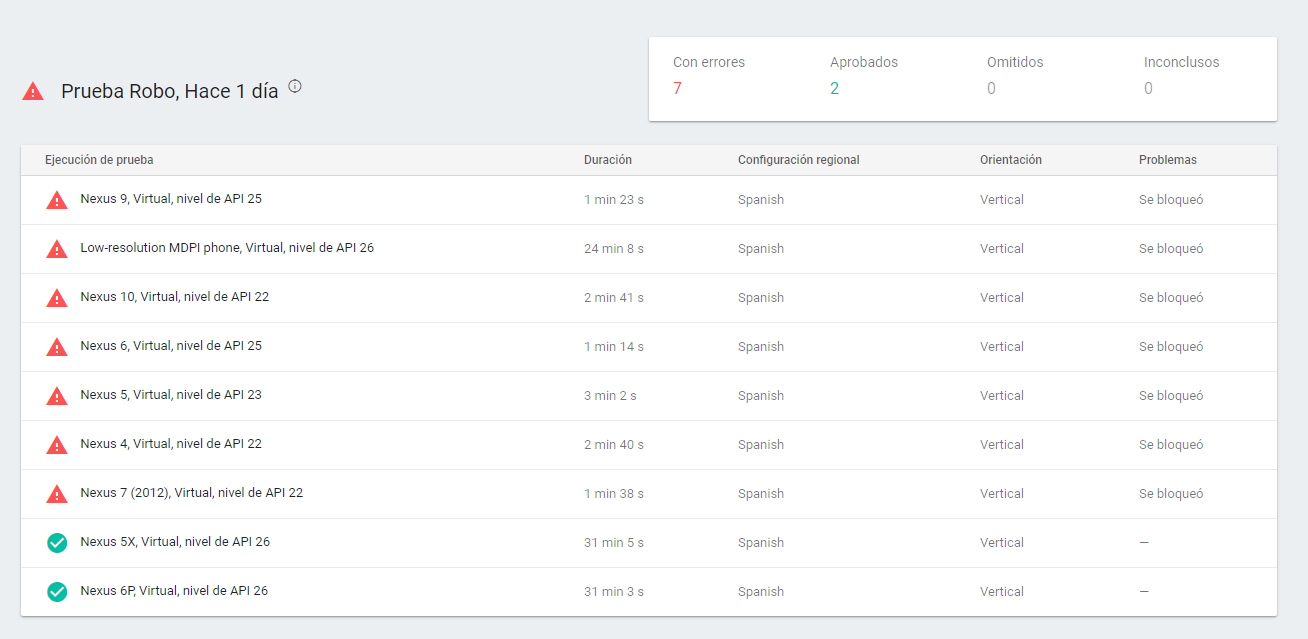 Con errores Aprobados Omitidos Inconclusos
7 2 0 0
Prueba Robo, Hace 1 día
Ejecución de prueba Duración Configuración regional Orientación Problemas
Nexus 9, Virtual, nivel de API 25 1 min 23 s Spanish Vertical Se bloqueó
Low-resolution MDPI phone, Virtual, nivel de API 26 24 min 8 s Spanish Vertical Se bloqueó
Nexus 10, Virtual, nivel de API 22 2 min 41 s Spanish Vertical Se bloqueó
Nexus 6, Virtual, nivel de API 25 1 min 14 s Spanish Vertical Se bloqueó
Nexus 5, Virtual, nivel de API 23 3 min 2 s Spanish Vertical Se bloqueó
Nexus 4, Virtual, nivel de API 22 2 min 40 s Spanish Vertical Se bloqueó
Nexus 7 (2012), Virtual, nivel de API 22 1 min 38 s Spanish Vertical Se bloqueó
Nexus 5X, Virtual, nivel de API 26 31 min 5 s Spanish Vertical —
Nexus 6P, Virtual, nivel de API 26 31 min 3 s Spanish Vertical —